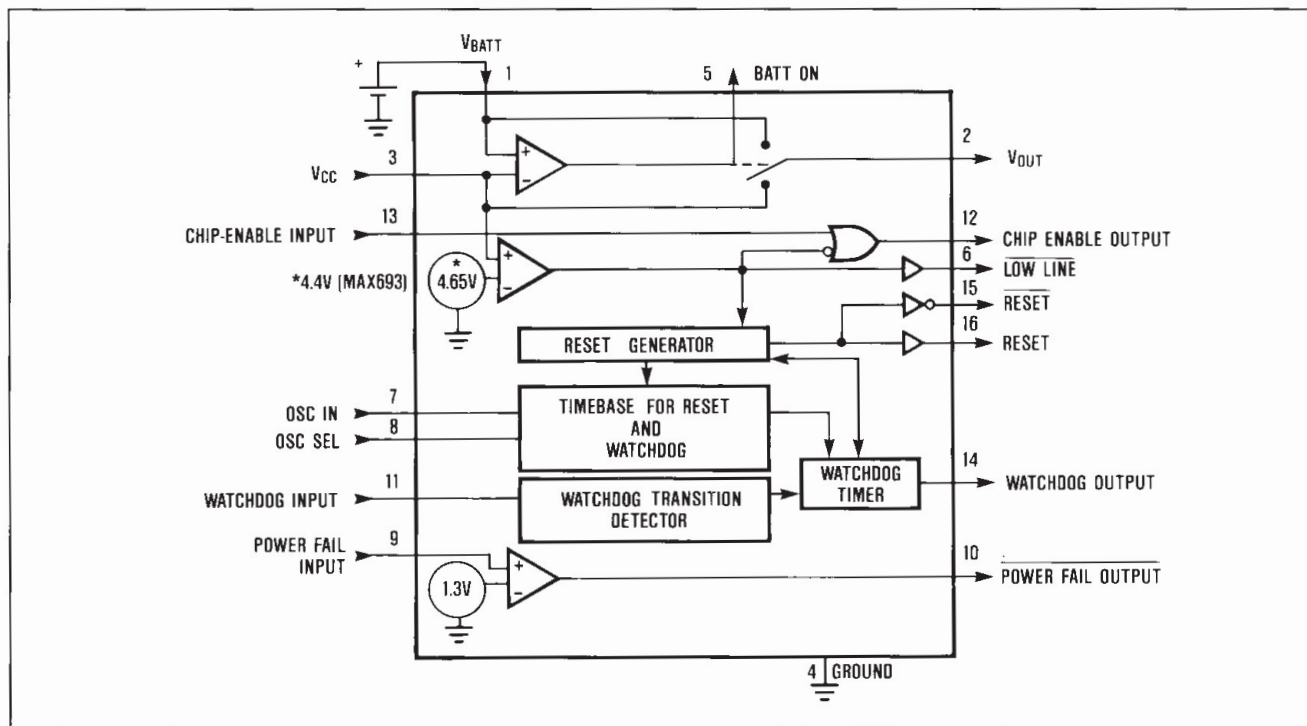 VBATT
+
1
5
BATT ON
3
VCC
+
−
2
VOUT
13
CHIP-ENABLE INPUT
12
CHIP ENABLE OUTPUT
*4.4V (MAX693)
*
4.65V
+
−
6
LOW LINE
15
RESET
16
RESET
RESET GENERATOR
7
OSC IN
8
OSC SEL
TIMEBASE FOR RESET
AND
WATCHDOG
11
WATCHDOG INPUT
WATCHDOG TRANSITION
DETECTOR
WATCHDOG
TIMER
14
WATCHDOG OUTPUT
9
POWER FAIL
INPUT
1.3V
+
−
10
POWER FAIL OUTPUT
4
GROUND